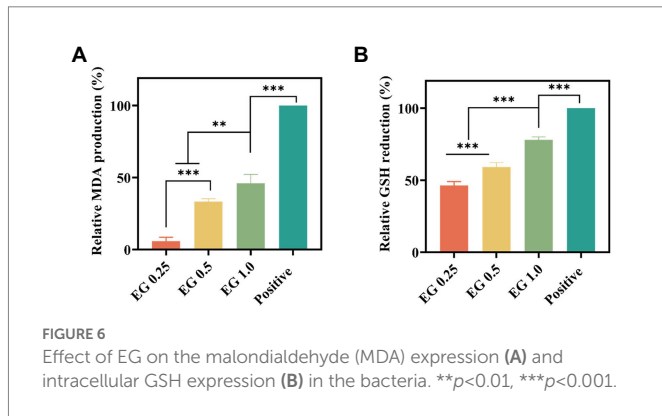 A
Relative MDA production (%)
100
50
0
***
**
***
EG 0.25
EG 0.5
EG 1.0
Positive
B
Relative GSH reduction (%)
100
50
0
***
***
***
EG 0.25
EG 0.5
EG 1.0
Positive
FIGURE 6
Effect of EG on the malondialdehyde (MDA) expression (A) and
intracellular GSH expression (B) in the bacteria. **p<0.01, ***p<0.001.